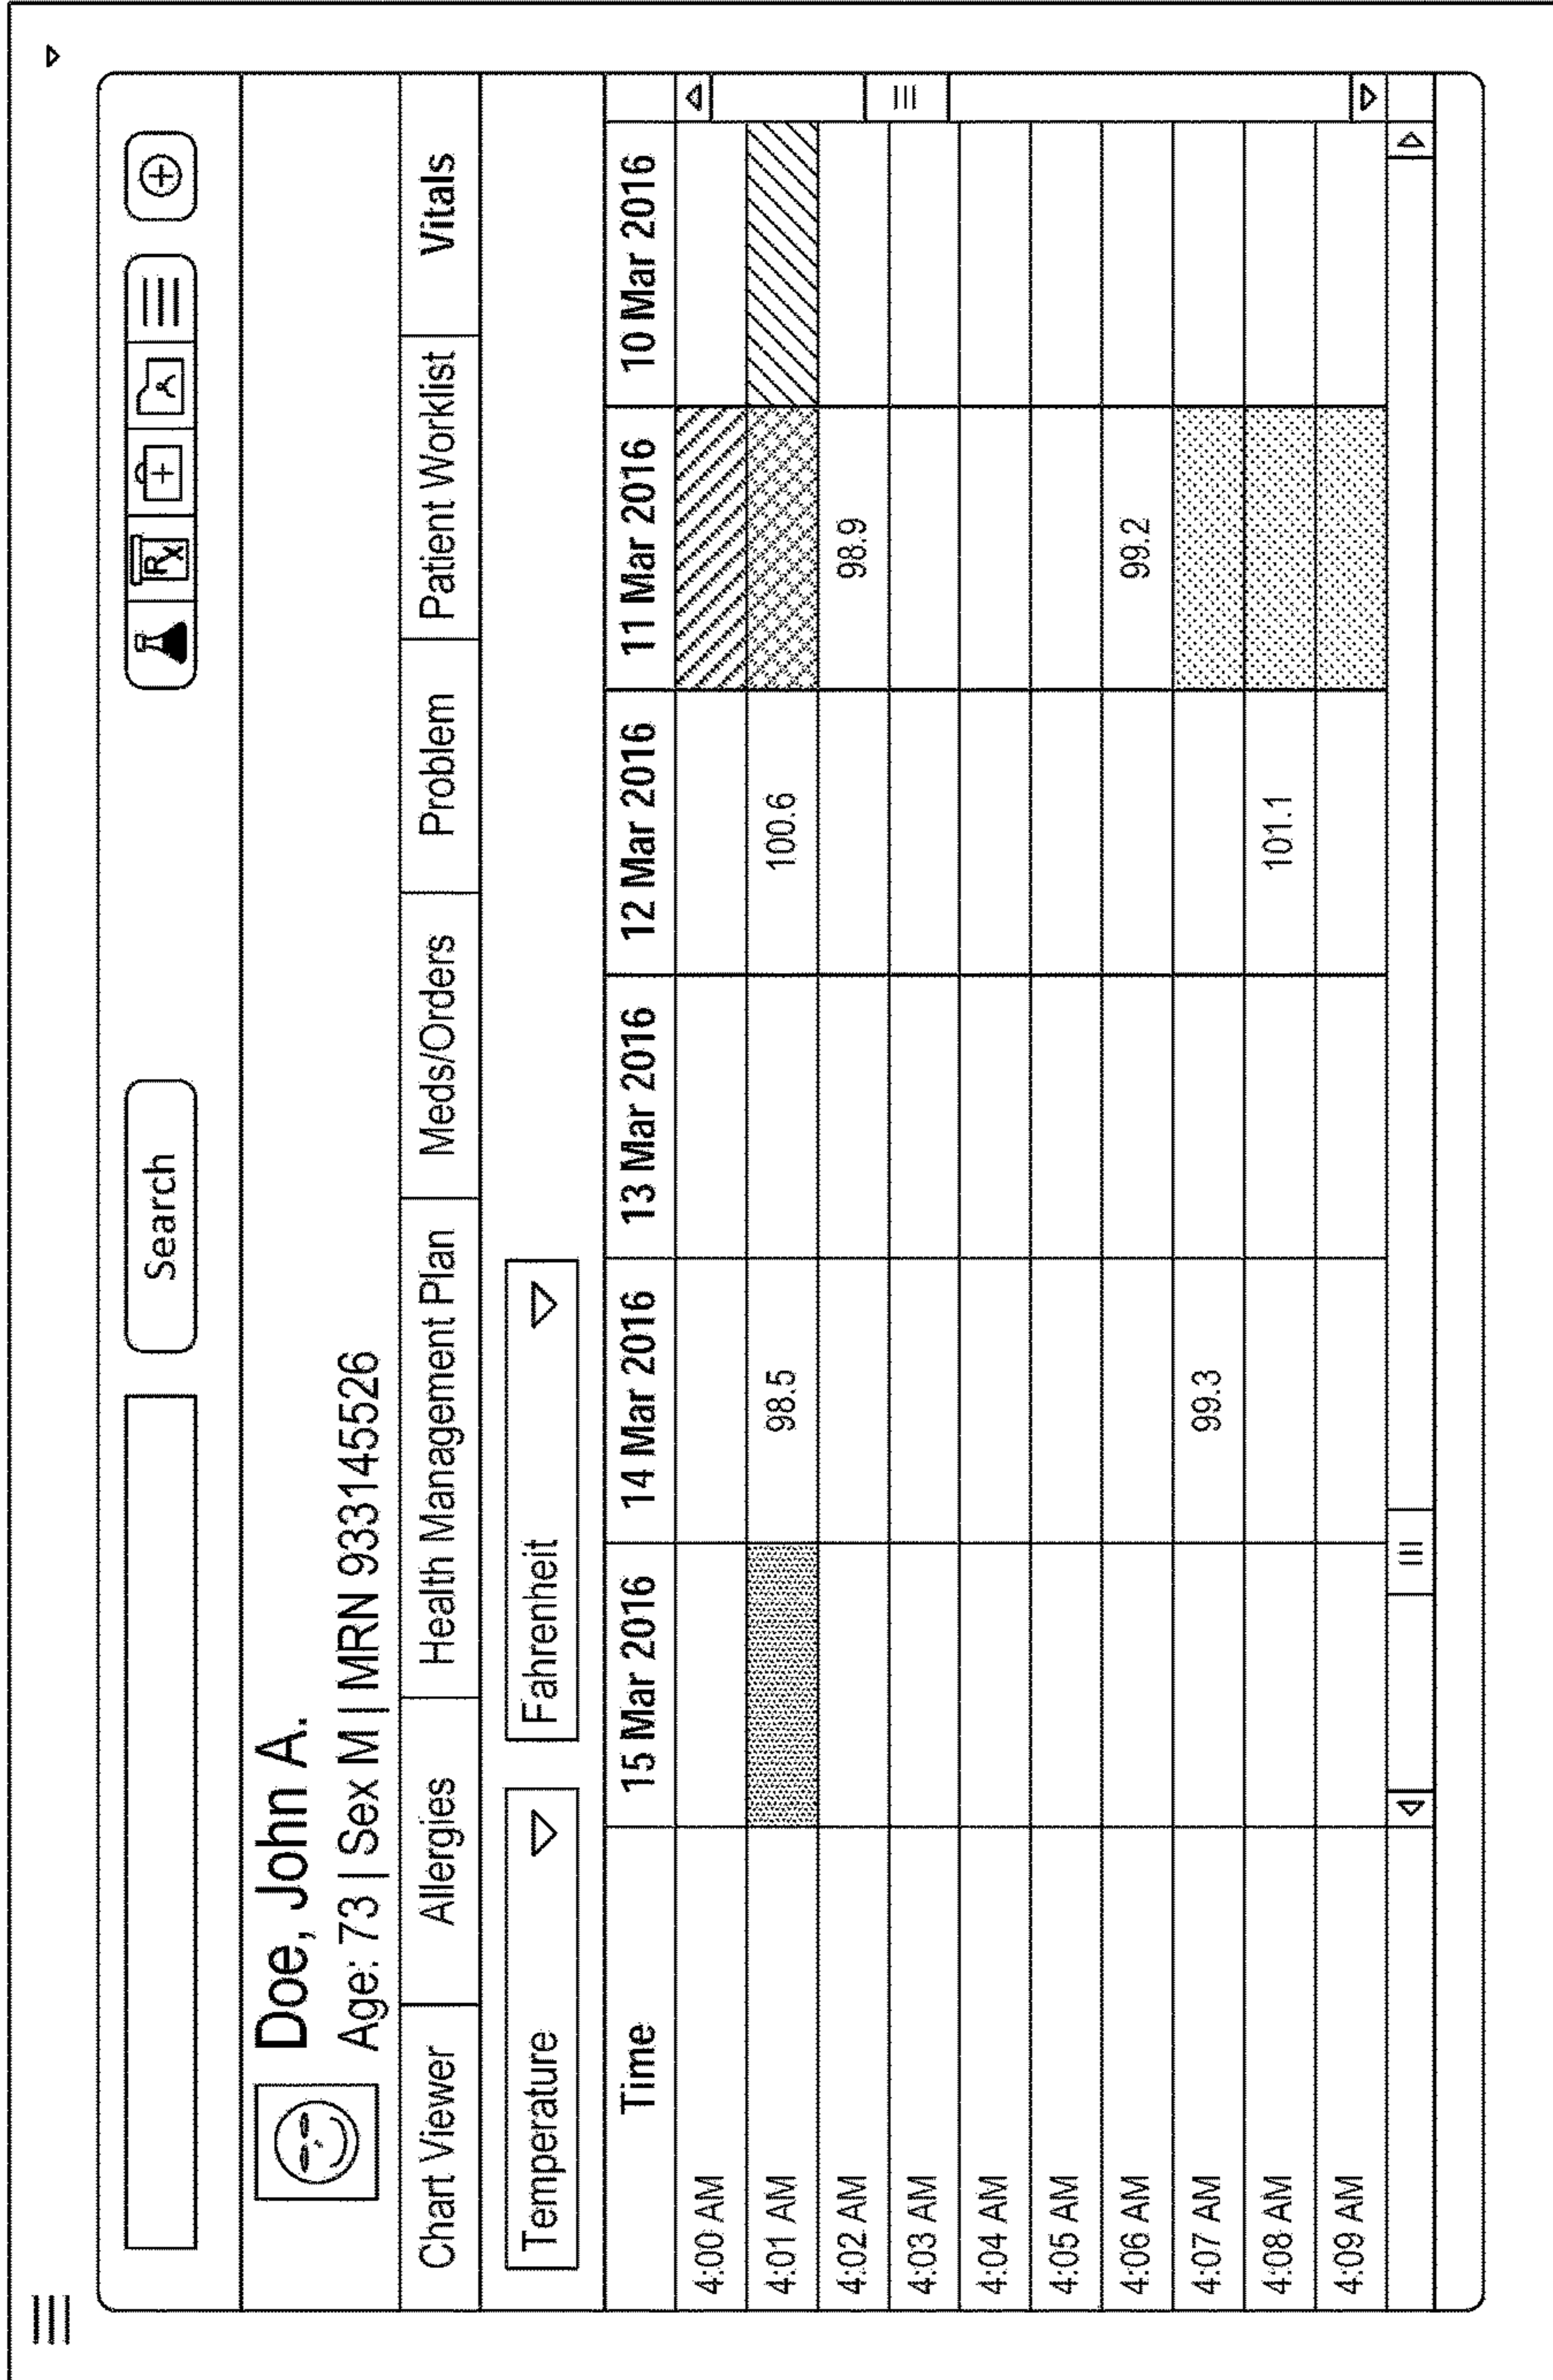 Search
Rx
Doe, John A.
Age: 73 | Sex M | MRN 933145526
Chart Viewer Allergies Health Management Plan Meds/Orders Problem Patient Worklist Vitals
Temperature Fahrenheit
Time 15 Mar 2016 14 Mar 2016 13 Mar 2016 12 Mar 2016 11 Mar 2016 10 Mar 2016
4:00 AM
4:01 AM 98.5 100.6
4:02 AM 98.9
4:03 AM
4:04 AM
4:05 AM
4:06 AM 99.2
4:07 AM 99.3
4:08 AM 101.1
4:09 AM